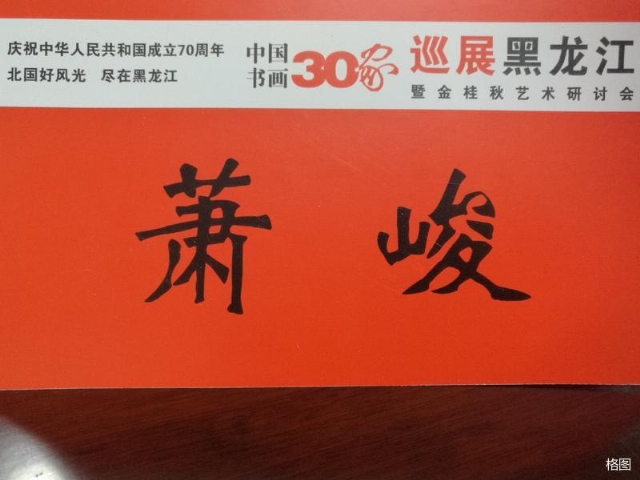 庆祝中华人民共和国成立70周年
北国好风光 尽在黑龙江
中国
书画
30家
巡展黑龙江
暨金桂秋艺术研讨会
萧峻
格图